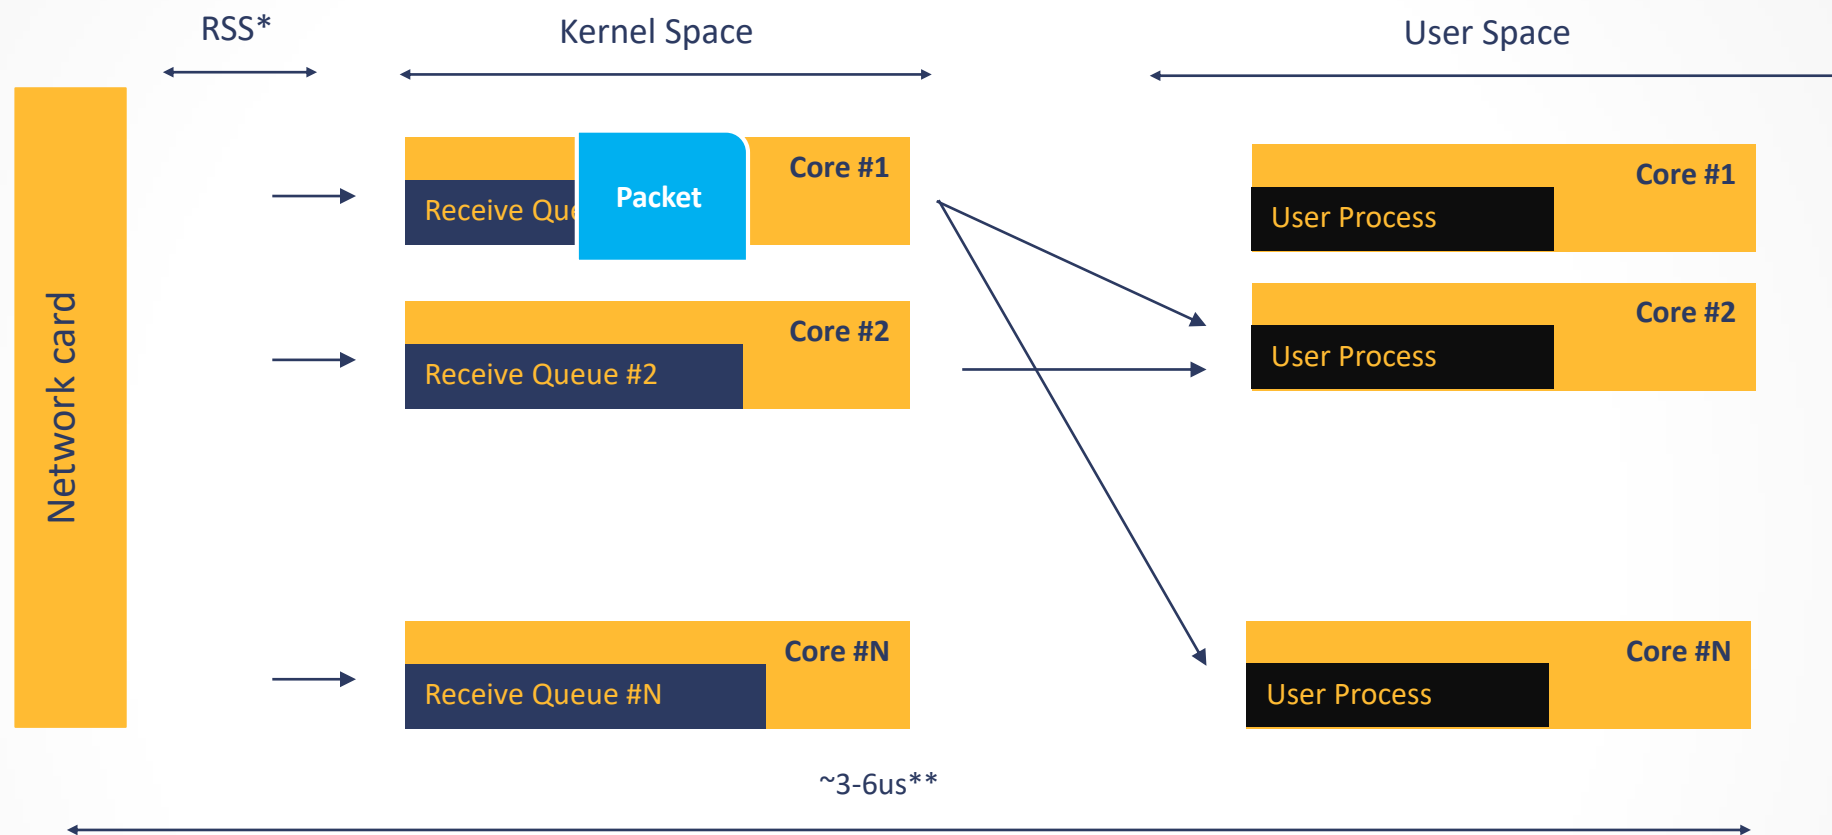 RSS*
Kernel Space
User Space
Network card
Core #1
Receive Que
Packet
Core #1
User Process
Core #2
Receive Queue #2
Core #2
User Process
Core #N
Receive Queue #N
Core #N
User Process
~3-6us**